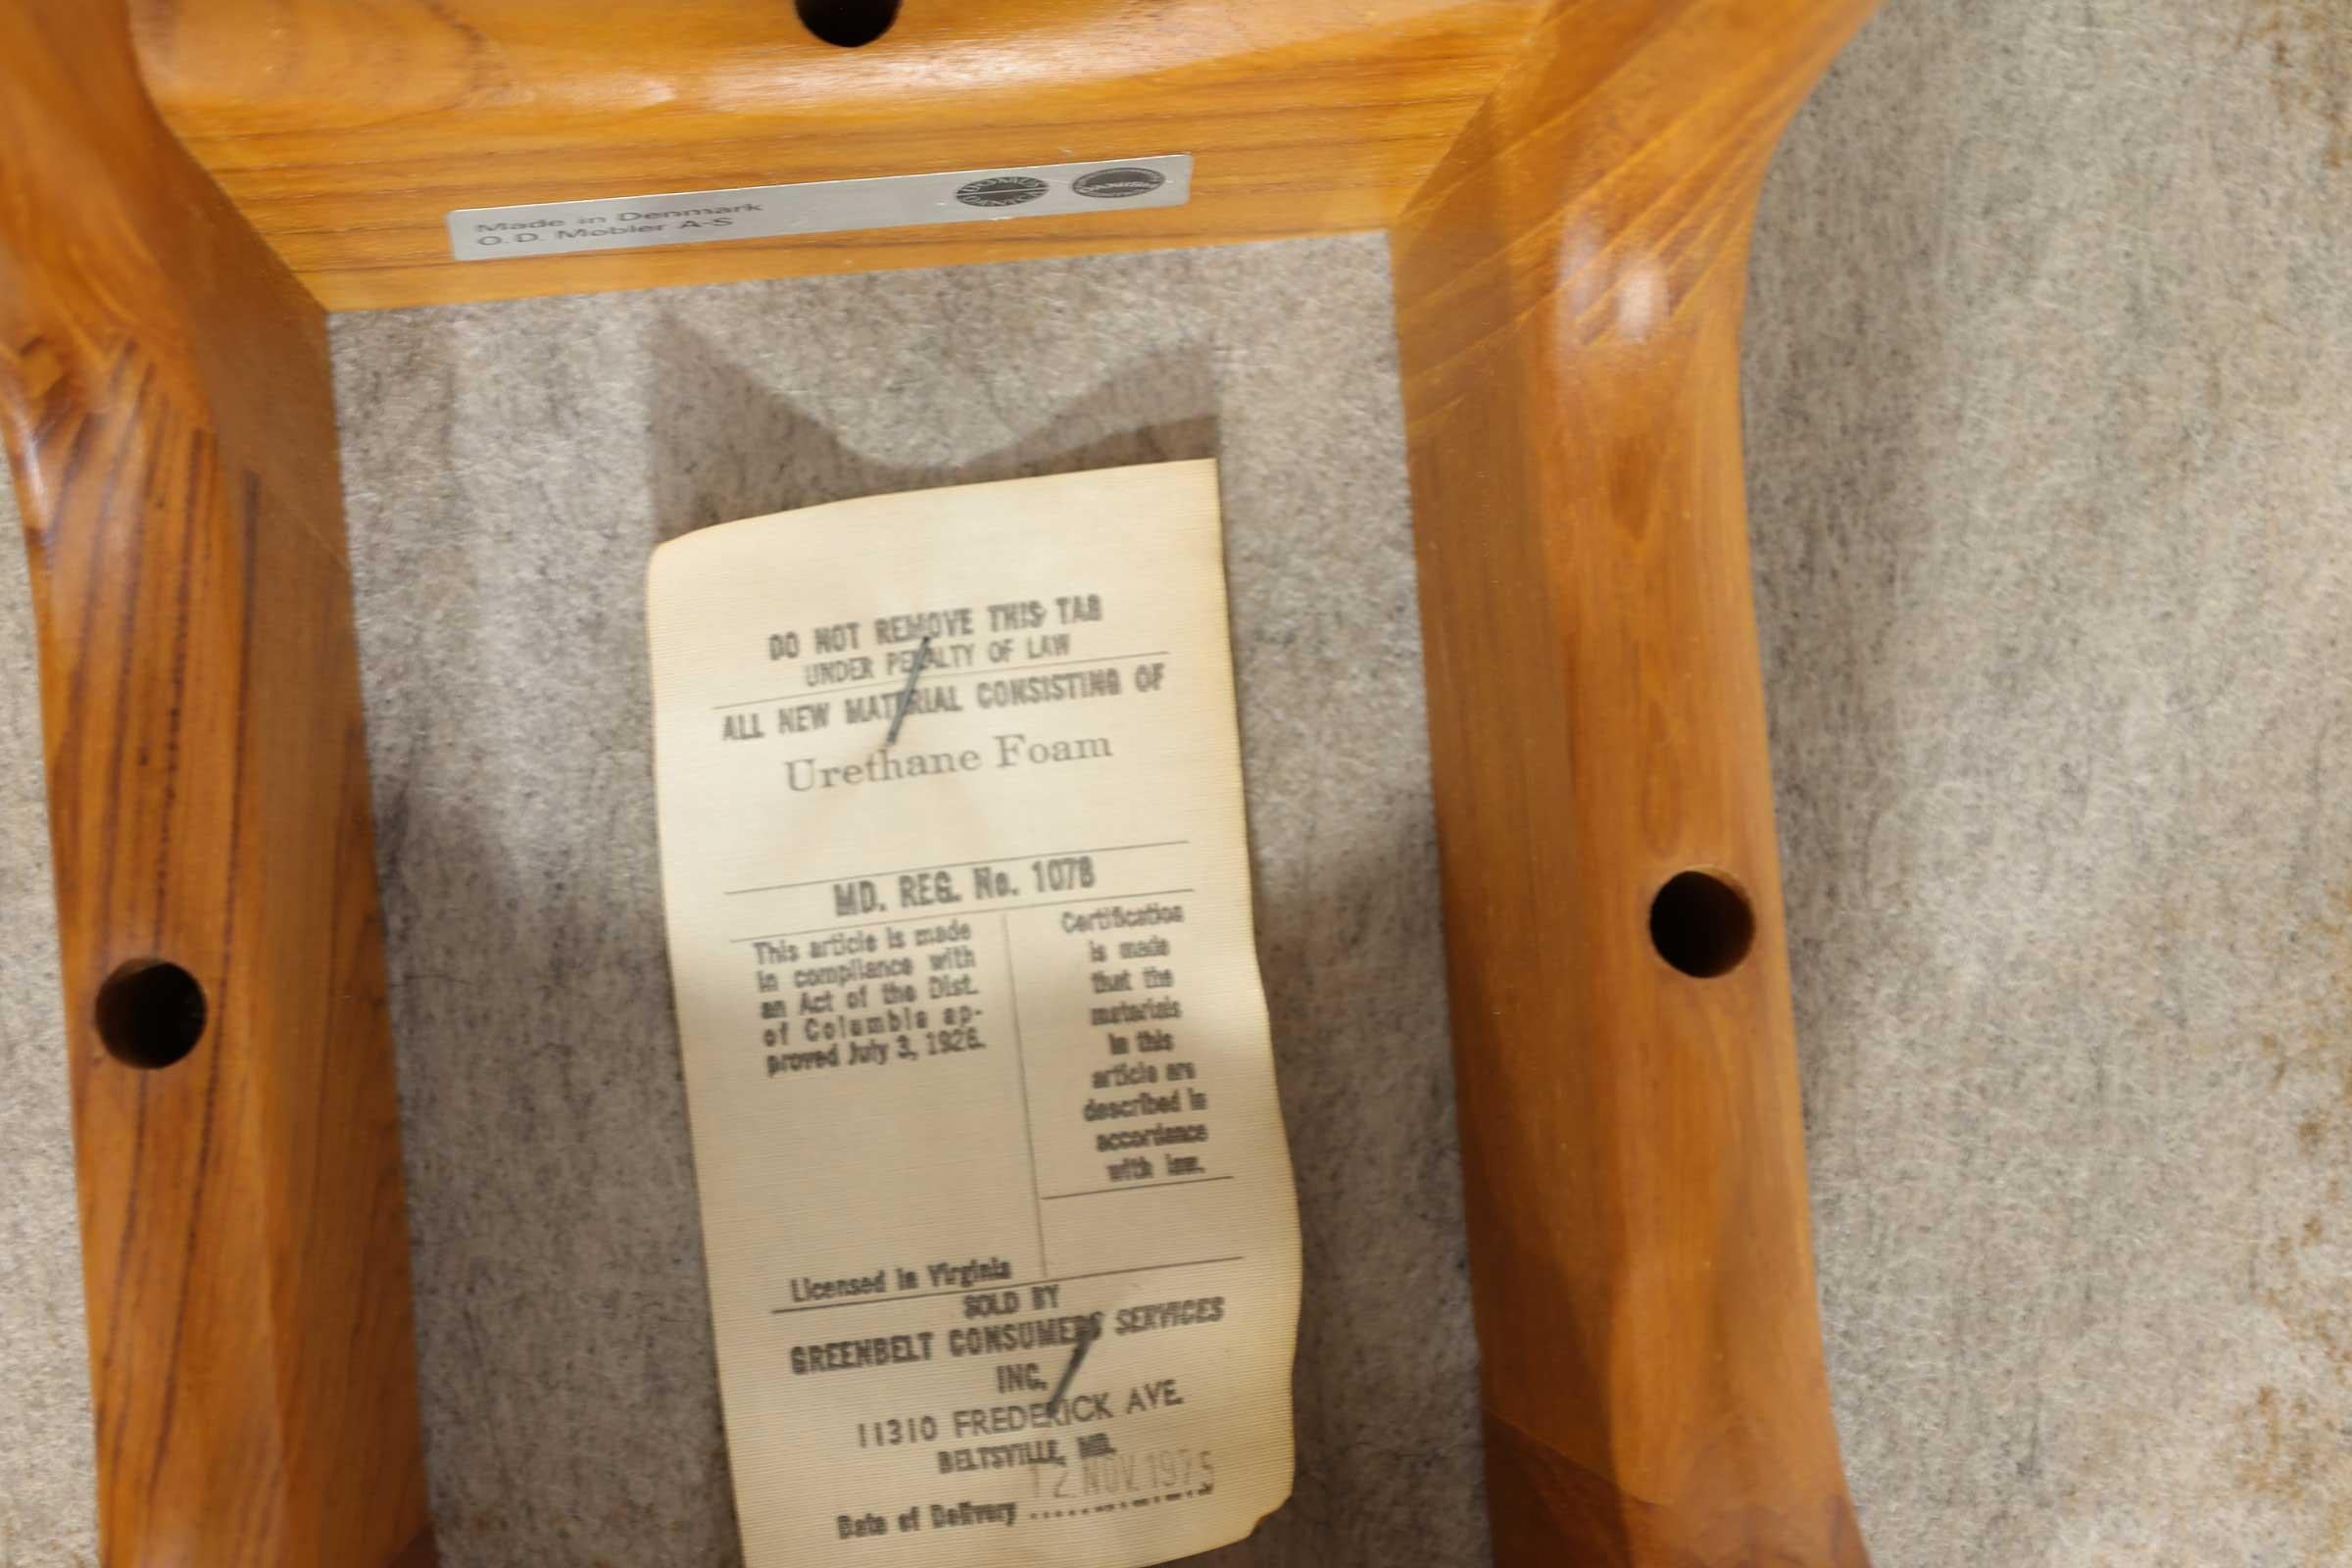 Made in Denmark
O.D. Mobler A-S
DO NOT REMOVE THIS TAG
UNDER PENALTY OF LAW
ALL NEW MATERIAL CONSISTING OF
Urethane Foam
MD. REG. No. 1078
This article is made
in compliance with
an Act of the Dist.
of Columbia ap-
proved July 3, 1926.
Certification
is made
that the
materials
in this
article are
described in
accordance
with law.
Licensed in Virginia
SOLD BY
GREENBELT CONSUMERS SERVICES
INC.
11310 FREDERICK AVE.
BELTSVILLE, MD.
12 NOV 1975
Date of Delivery